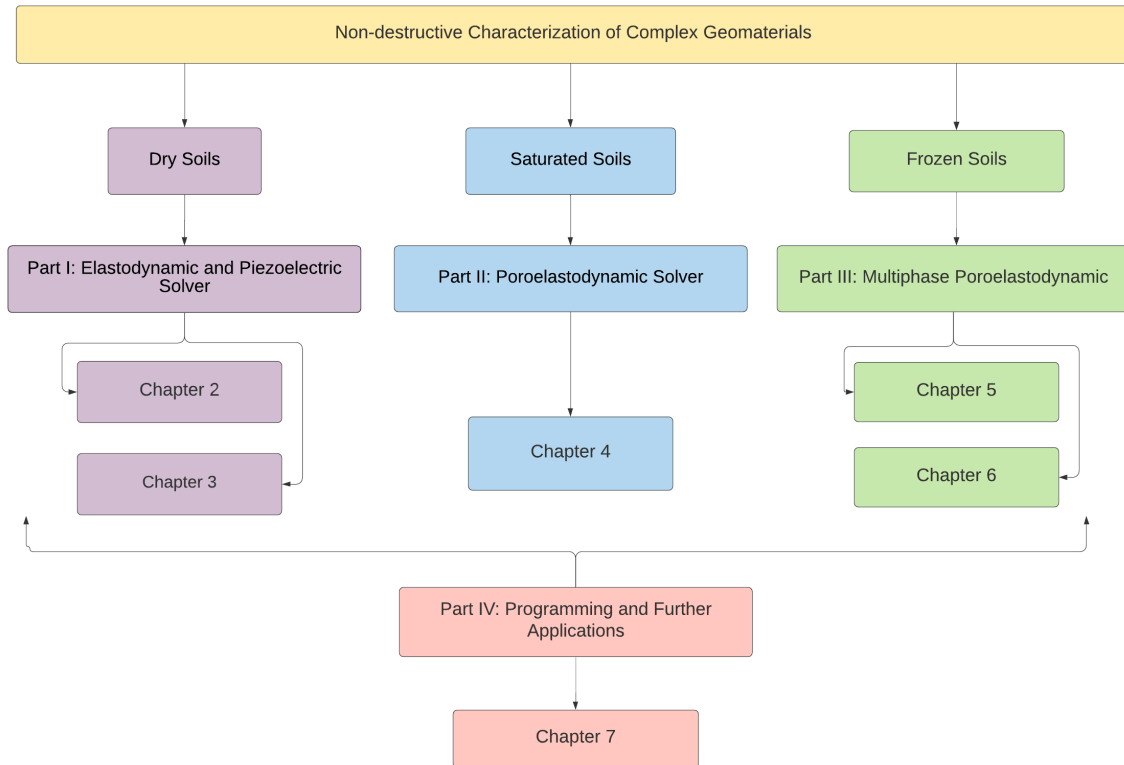 Non-destructive Characterization of Complex Geomaterials
Dry Soils
Saturated Soils
Frozen Soils
Part I: Elastodynamic and Piezoelectric
Solver
Part II: Poroelastodynamic Solver
Part III: Multiphase Poroelastodynamic
Chapter 2
Chapter 3
Chapter 4
Chapter 5
Chapter 6
Part IV: Programming and Further
Applications
Chapter 7